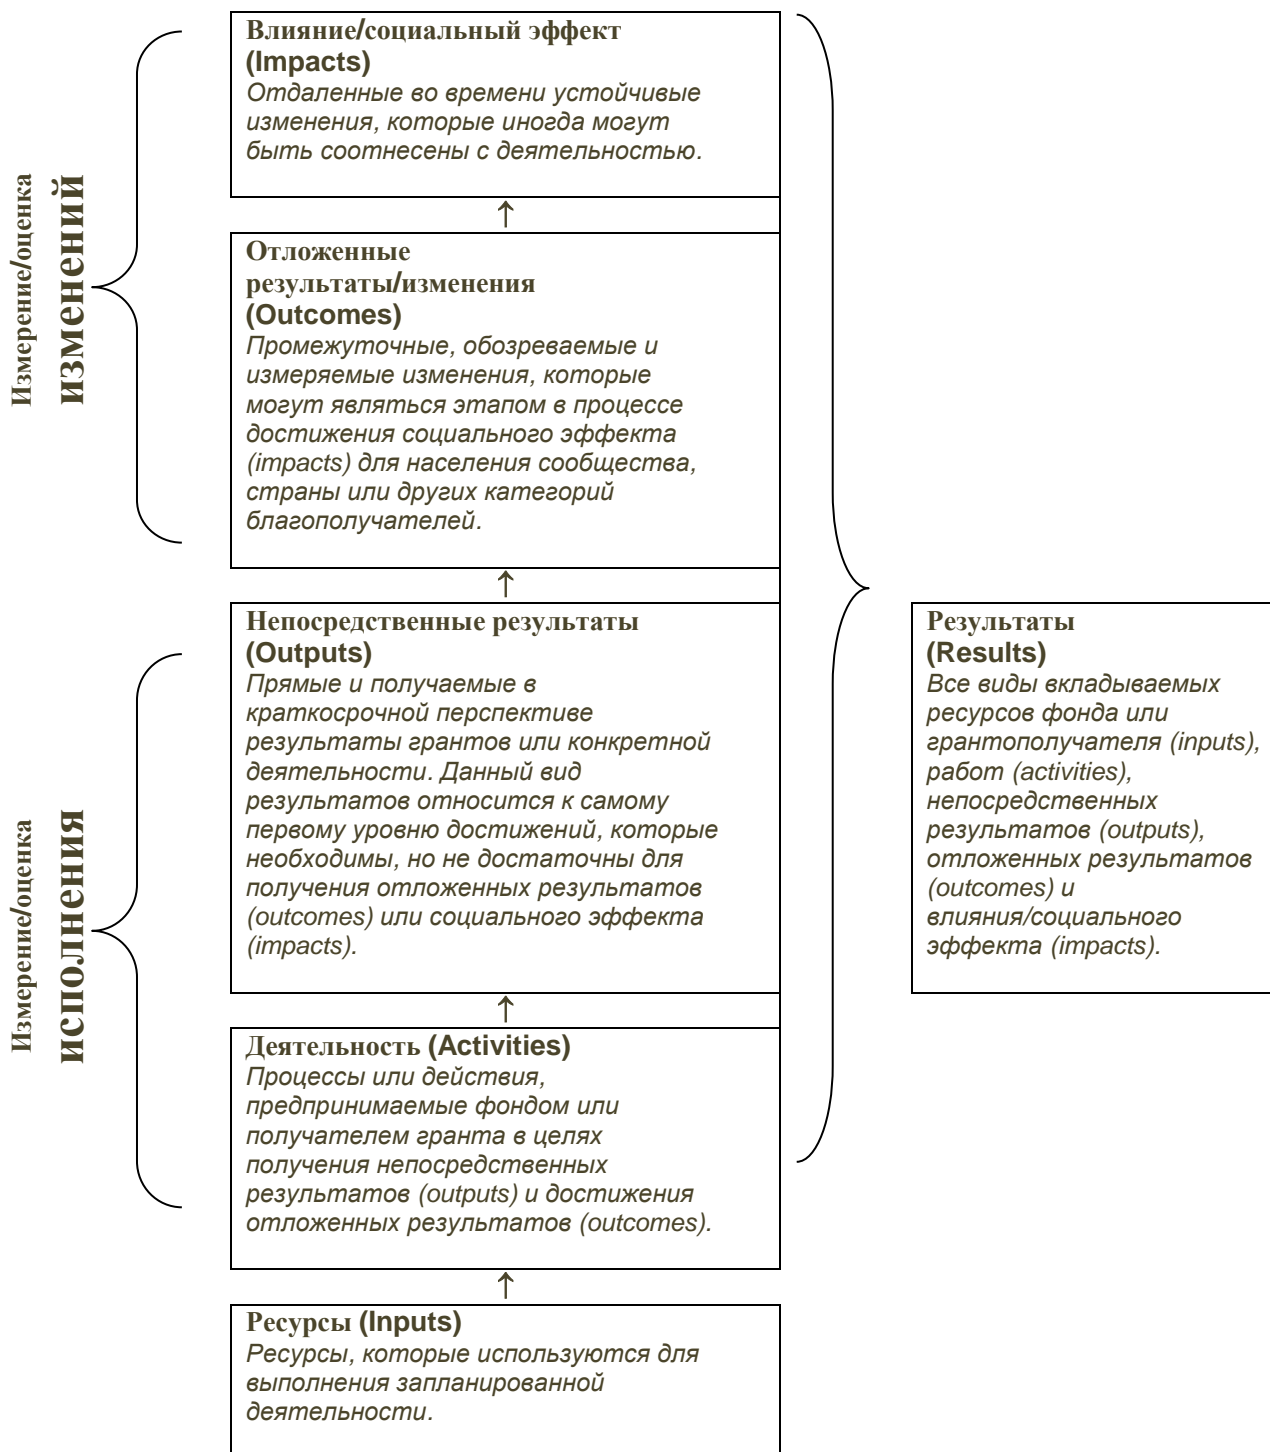 Влияние/социальный эффект
(Impacts)
Отдаленные во времени устойчивые
изменения, которые иногда могут
быть соотнесены с деятельностью.
↑
Измерение/оценка
изменений
Отложенные
результаты/изменения
(Outcomes)
Промежуточные, обозреваемые и
измеряемые изменения, которые
могут являться этапом в процессе
достижения социального эффекта
(impacts) для населения сообщества,
страны или других категорий
благополучателей.
↑
Непосредственные результаты
(Outputs)
Прямые и получаемые в
краткосрочной перспективе
результаты грантов или конкретной
деятельности. Данный вид
результатов относится к самому
первому уровню достижений, которые
необходимы, но не достаточны для
получения отложенных результатов
(outcomes) или социального эффекта
(impacts).
Результаты
(Results)
Все виды вкладываемых
ресурсов фонда или
грантополучателя (inputs),
работ (activities),
непосредственных
результатов (outputs),
отложенных результатов
(outcomes) и
влияния/социального
эффекта (impacts).
Измерение/оценка
исполнения
↑
Деятельность (Activities)
Процессы или действия,
предпринимаемые фондом или
получателем гранта в целях
получения непосредственных
результатов (outputs) и достижения
отложенных результатов (outcomes).
↑
Ресурсы (Inputs)
Ресурсы, которые используются для
выполнения запланированной
деятельности.